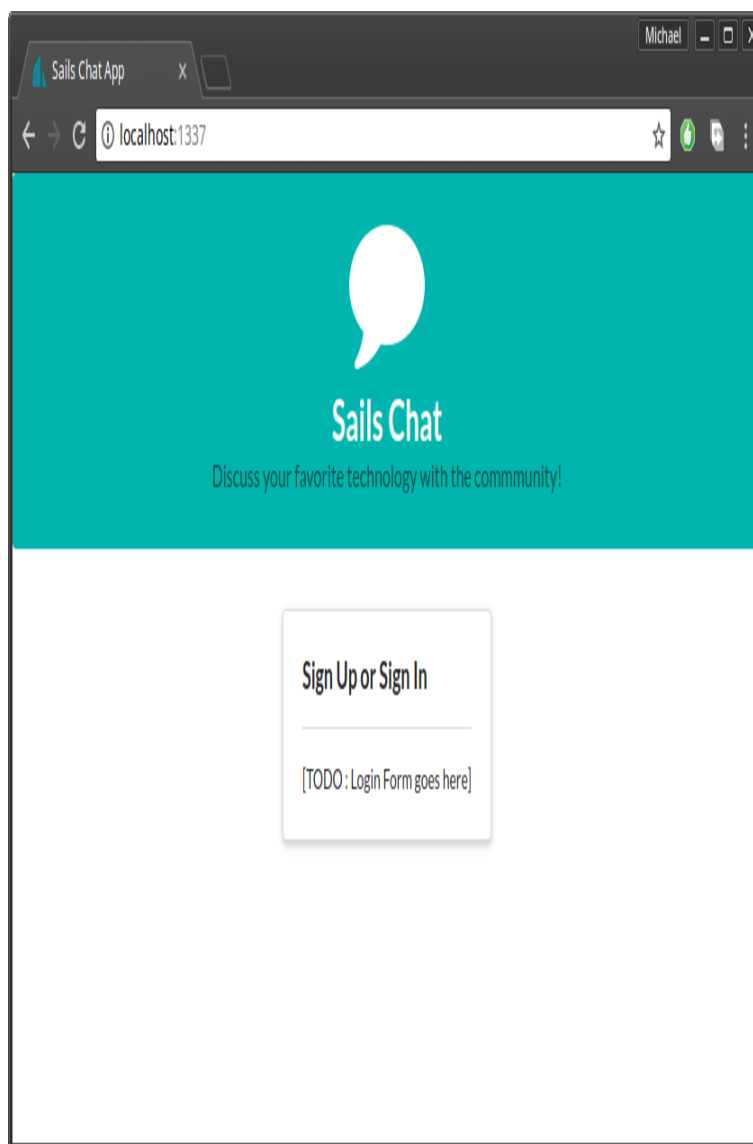 Michael
Sails Chat App
localhost:1337
Sails Chat
Discuss your favorite technology with the commmunity!
Sign Up or Sign In
[TODO : Login Form goes here]